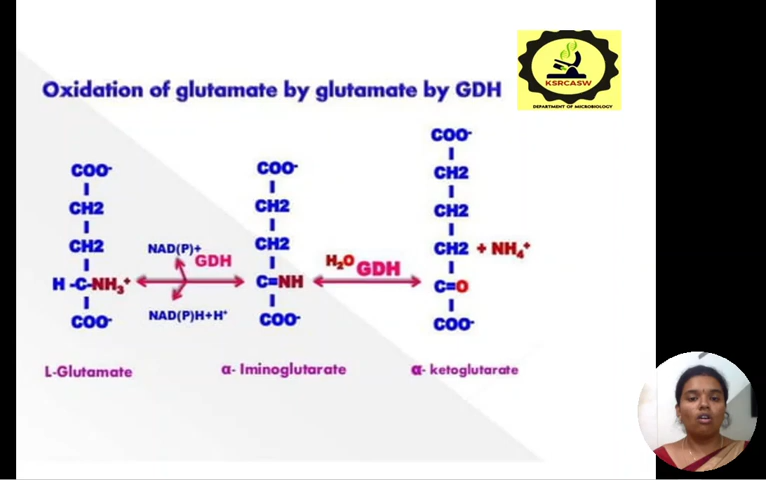 KSRCASW
DEPARTMENT OF MICROBIOLOGY
Oxidation of glutamate by glutamate by GDH
COO-
CH2
CH2
H -C-NH3+
COO-
L-Glutamate
NAD(P)+
GDH
NAD(P)H+H+
COO-
CH2
CH2
C=NH
COO-
α- Iminoglutarate
H2O GDH
COO-
CH2
CH2
CH2 + NH4+
C=O
COO-
α- ketoglutarate